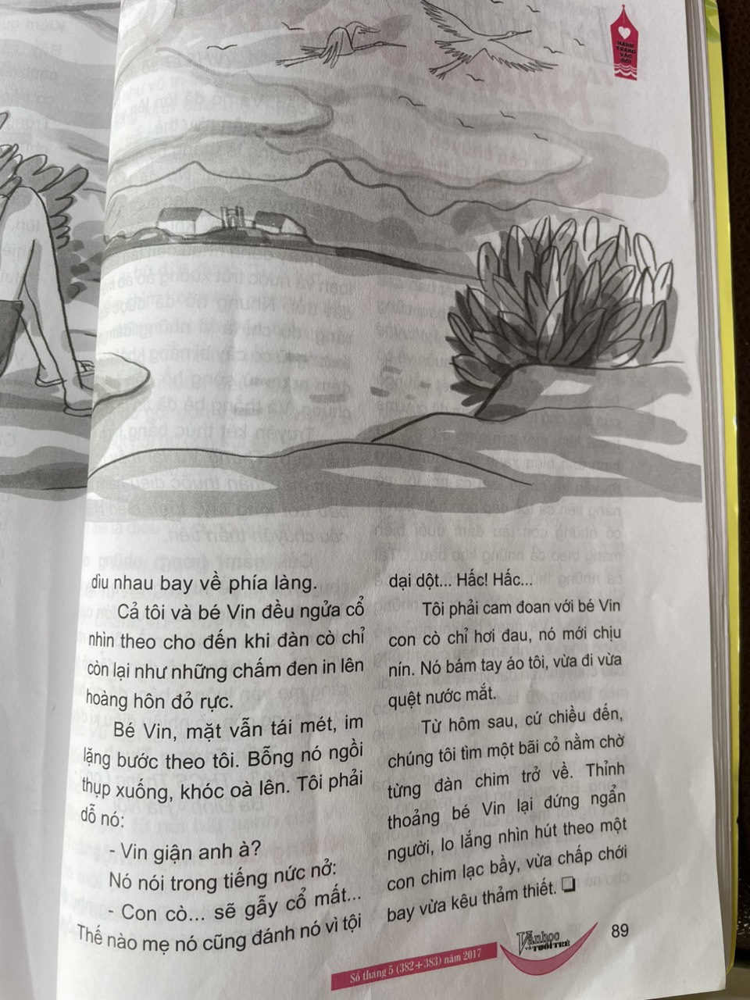 HÀNH
TRANG
VÀO
ĐỜI
dìu nhau bay về phía làng.
Cả tôi và bé Vin đều ngửa cổ
nhìn theo cho đến khi đàn cò chỉ
còn lại như những chấm đen in lên
hoàng hôn đỏ rực.
Bé Vin, mặt vẫn tái mét, im
lặng bước theo tôi. Bỗng nó ngồi
thụp xuống, khóc oà lên. Tôi phải
dỗ nó:
- Vin giận anh à?
Nó nói trong tiếng nức nở:
- Con cò... sẽ gẫy cổ mất...
Thế nào mẹ nó cũng đánh nó vì tội
dại dột... Hấc! Hấc...
Tôi phải cam đoan với bé Vin
con cò chỉ hơi đau, nó mới chịu
nín. Nó bám tay áo tôi, vừa đi vừa
quệt nước mắt.
Từ hôm sau, cứ chiều đến,
chúng tôi tìm một bãi cỏ nằm chờ
từng đàn chim trở về. Thỉnh
thoảng bé Vin lại đứng ngẩn
người, lo lắng nhìn hút theo một
con chim lạc bầy, vừa chấp chới
bay vừa kêu thảm thiết. ❏
Số tháng 5 (382+383) năm 2017
Văn học
và TUỔI TRẺ
89